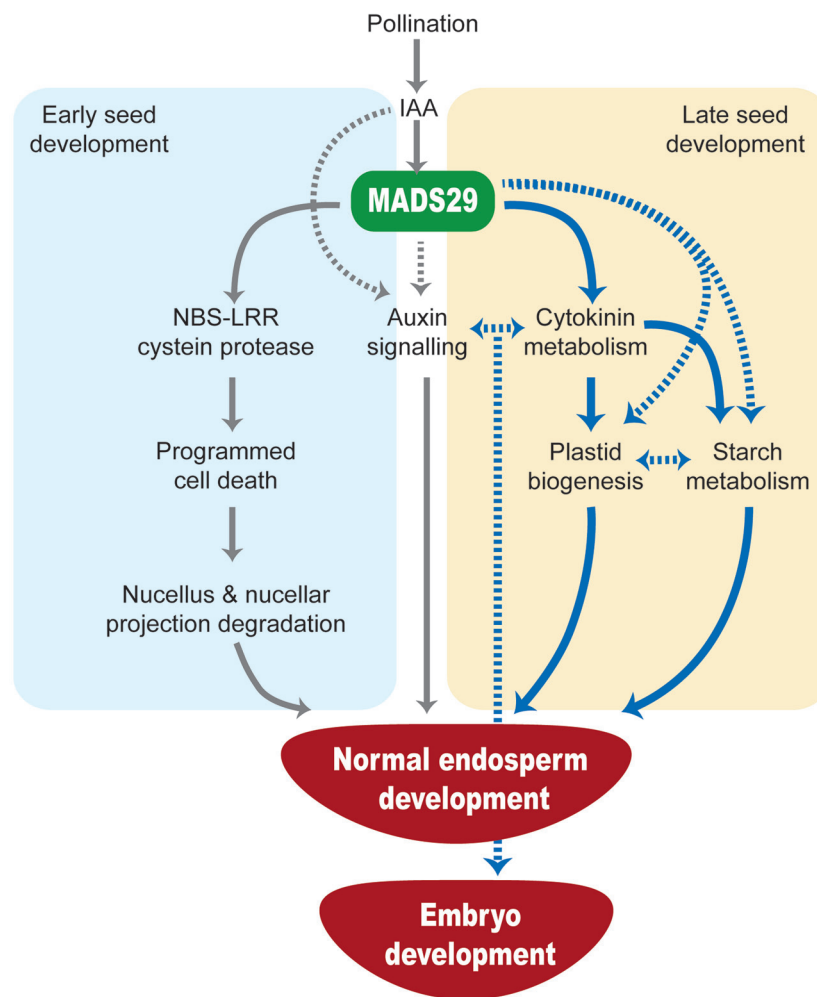 Pollination
Early seed
development
IAA
Late seed
development
MADS29
NBS-LRR
cystein protease
Auxin
signalling
Cytokinin
metabolism
Programmed
cell death
Plastid
biogenesis
Starch
metabolism
Nucellus & nucellar
projection degradation
Normal endosperm
development
Embryo
development